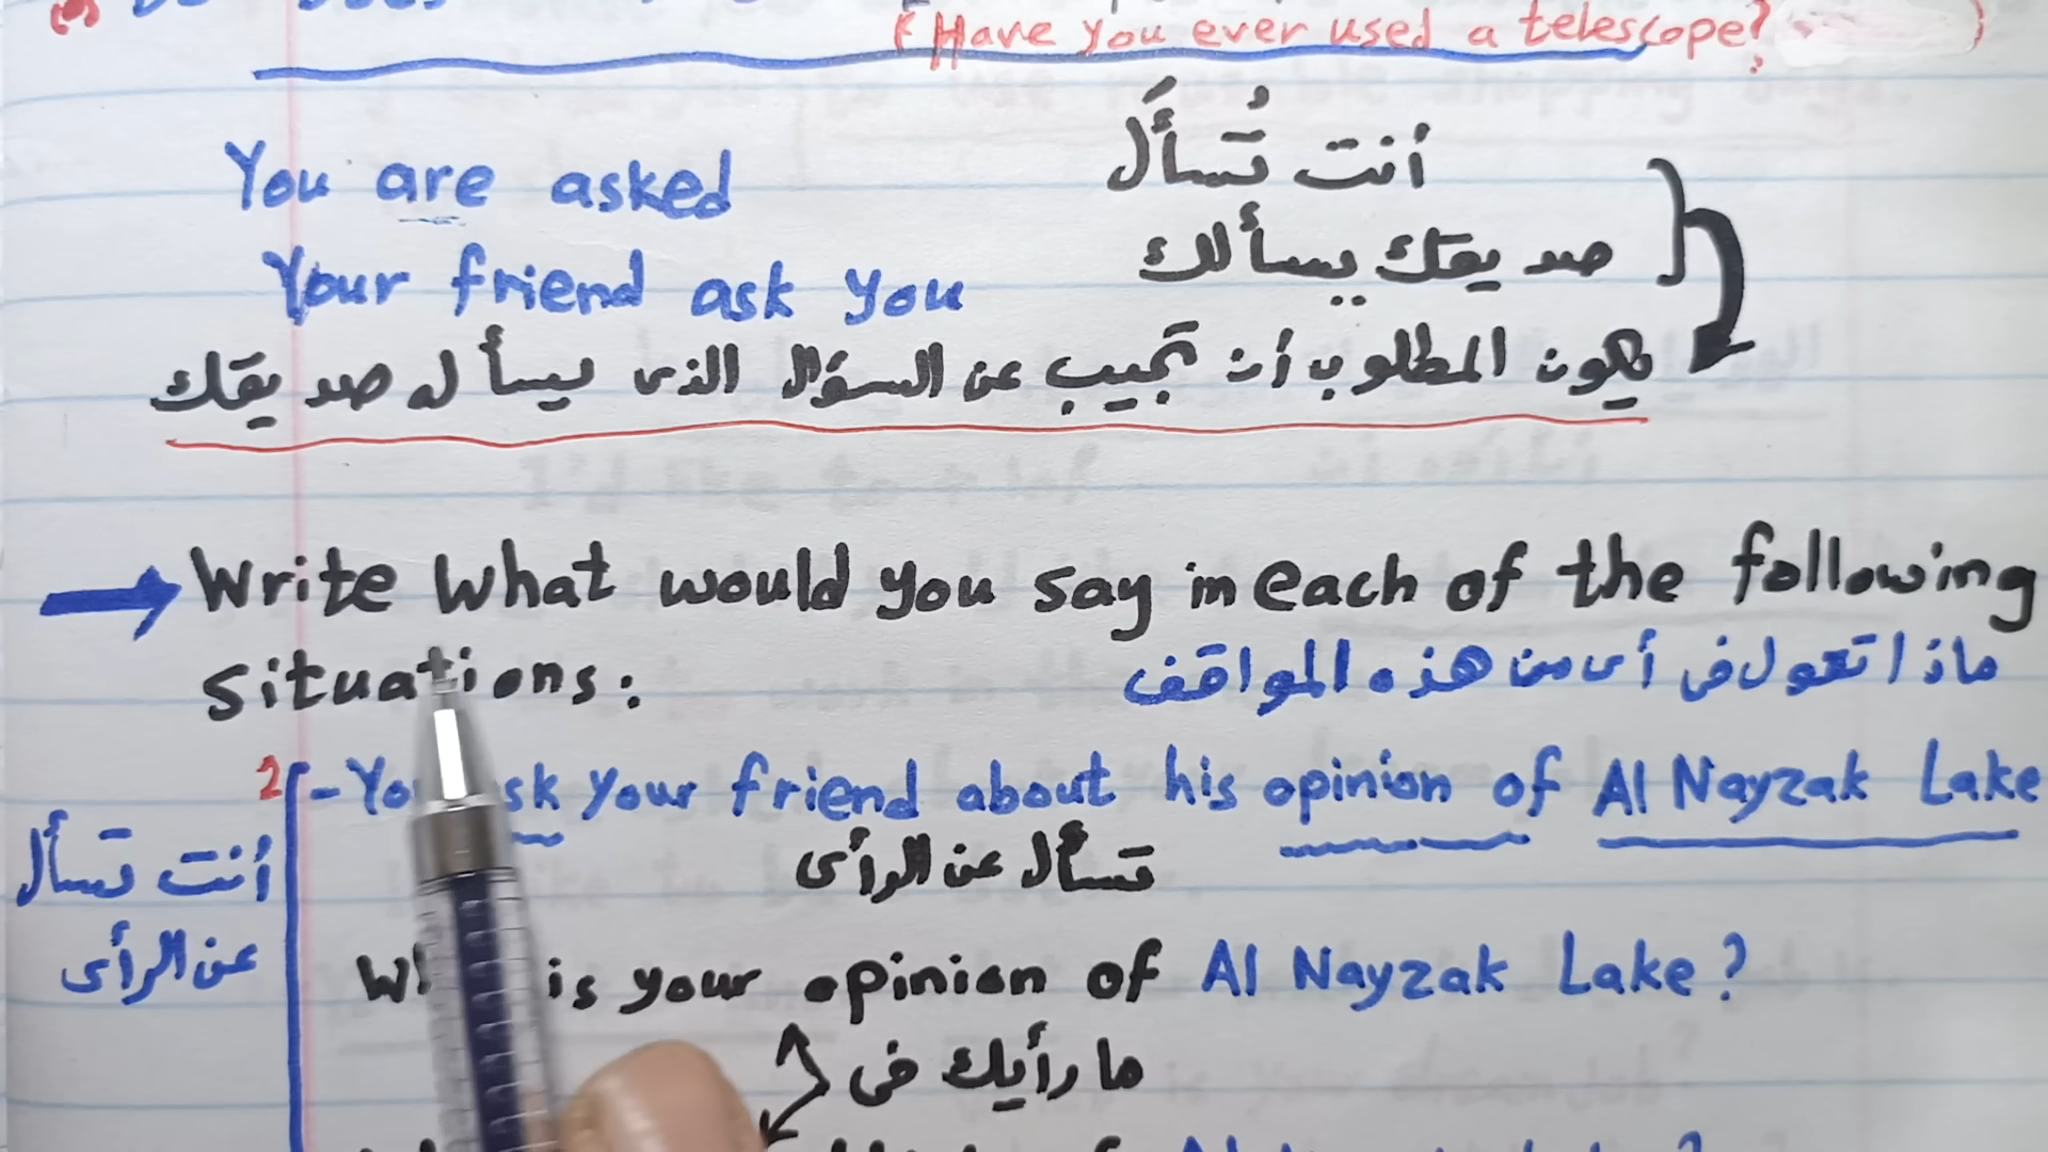 (Have you ever used a telescope?)
You are asked أنت تُسأَل
Your friend ask you صديقك يسألك
يكون المطلوب أن تجيب عن السؤال الذى يسأله صديقك
Write what would you say in each of the following
situations: ماذا تقول فى أى من هذه المواقف
2 - You ask your friend about his opinion of Al Nayzak Lake
أنت تسأل تسأل عن الرأى
عن الرأى
is your opinion of Al Nayzak Lake?
ما رأيك فى